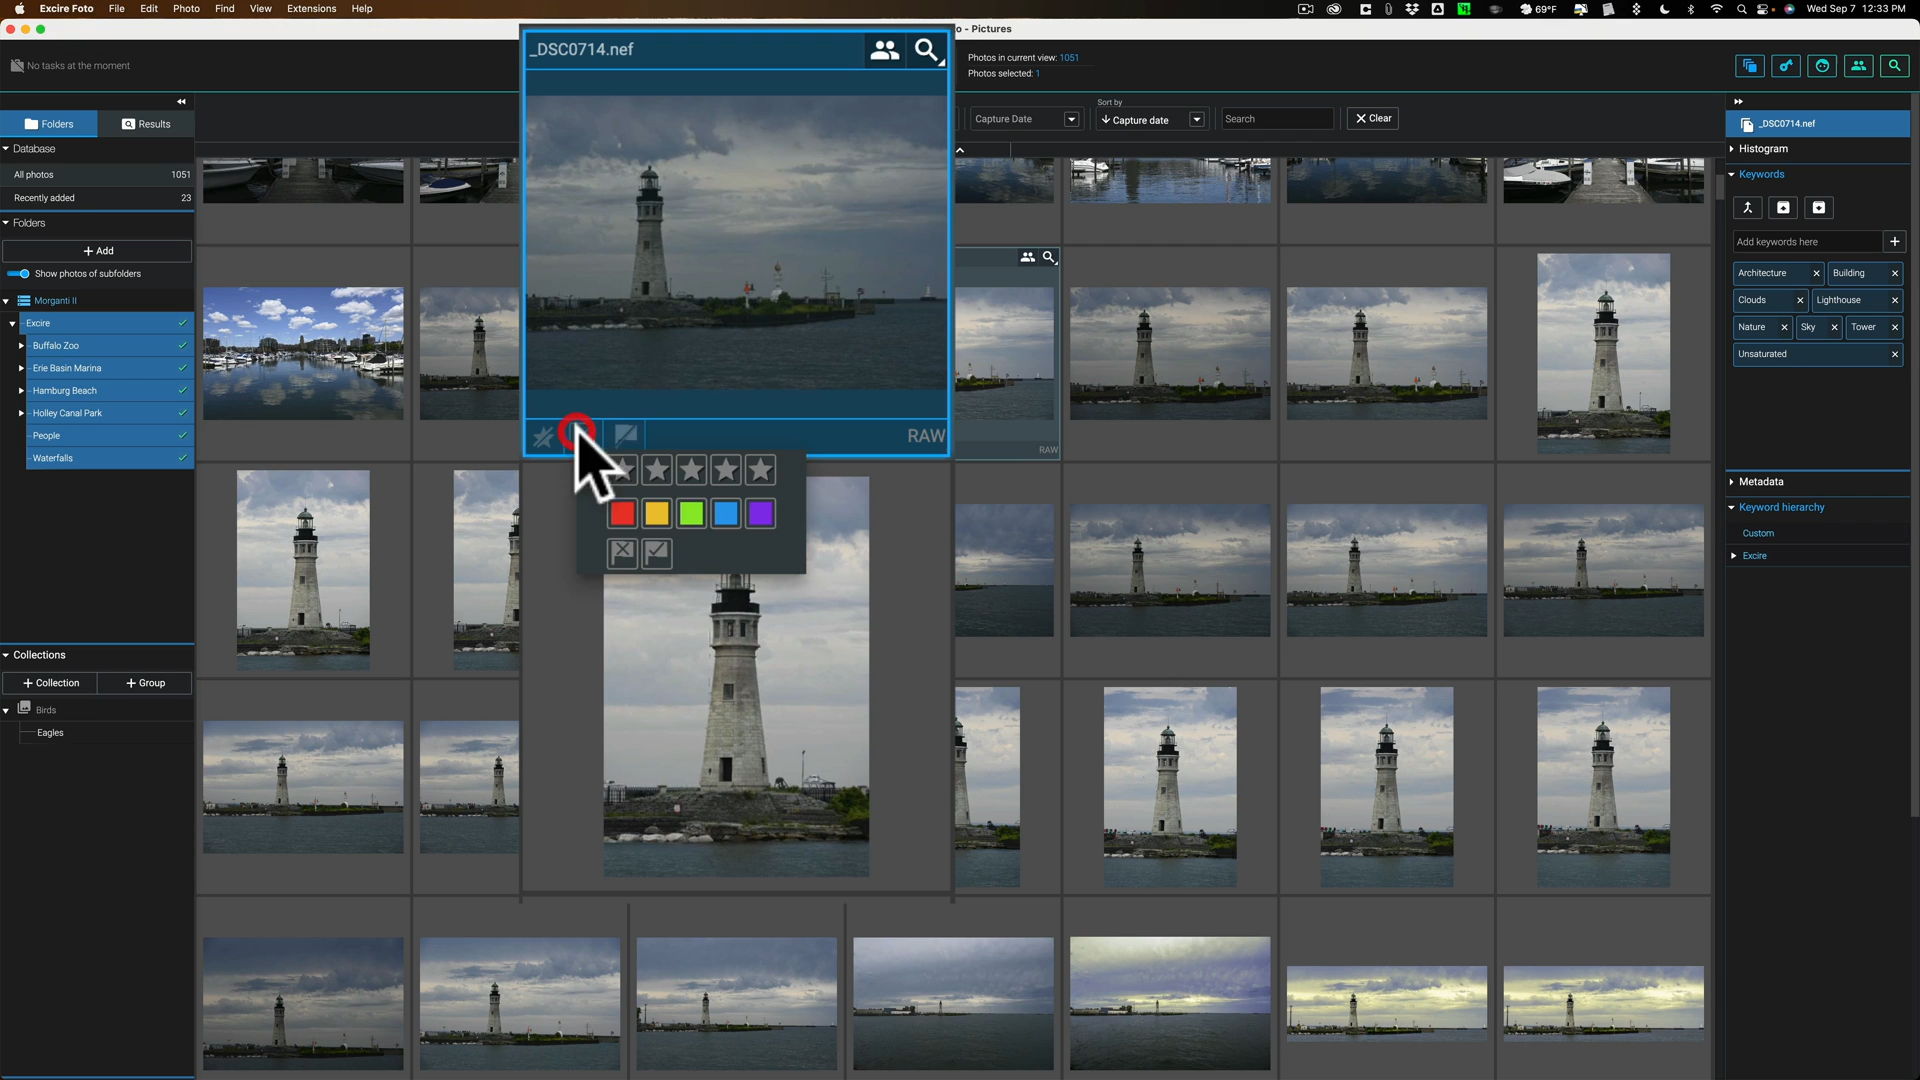 Excire Foto File Edit Photo Find View Extensions Help
69°F Wed Sep 7 12:33 PM
o - Pictures
No tasks at the moment
_DSC0714.nef
Photos in current view: 1051
Photos selected: 1
Folders Results
Capture Date
Sort by
Capture date
Search
Clear
_DSC0714.nef
Database
All photos 1051
Recently added 23
Folders
+ Add
Show photos of subfolders
Morganti II
Excire
Buffalo Zoo
Erie Basin Marina
Hamburg Beach
Holley Canal Park
People
Waterfalls
RAW
RAW
Histogram
Keywords
Add keywords here
Architecture Building
Clouds Lighthouse
Nature Sky Tower
Unsaturated
Metadata
Keyword hierarchy
Custom
Excire
Collections
+ Collection + Group
Birds
Eagles